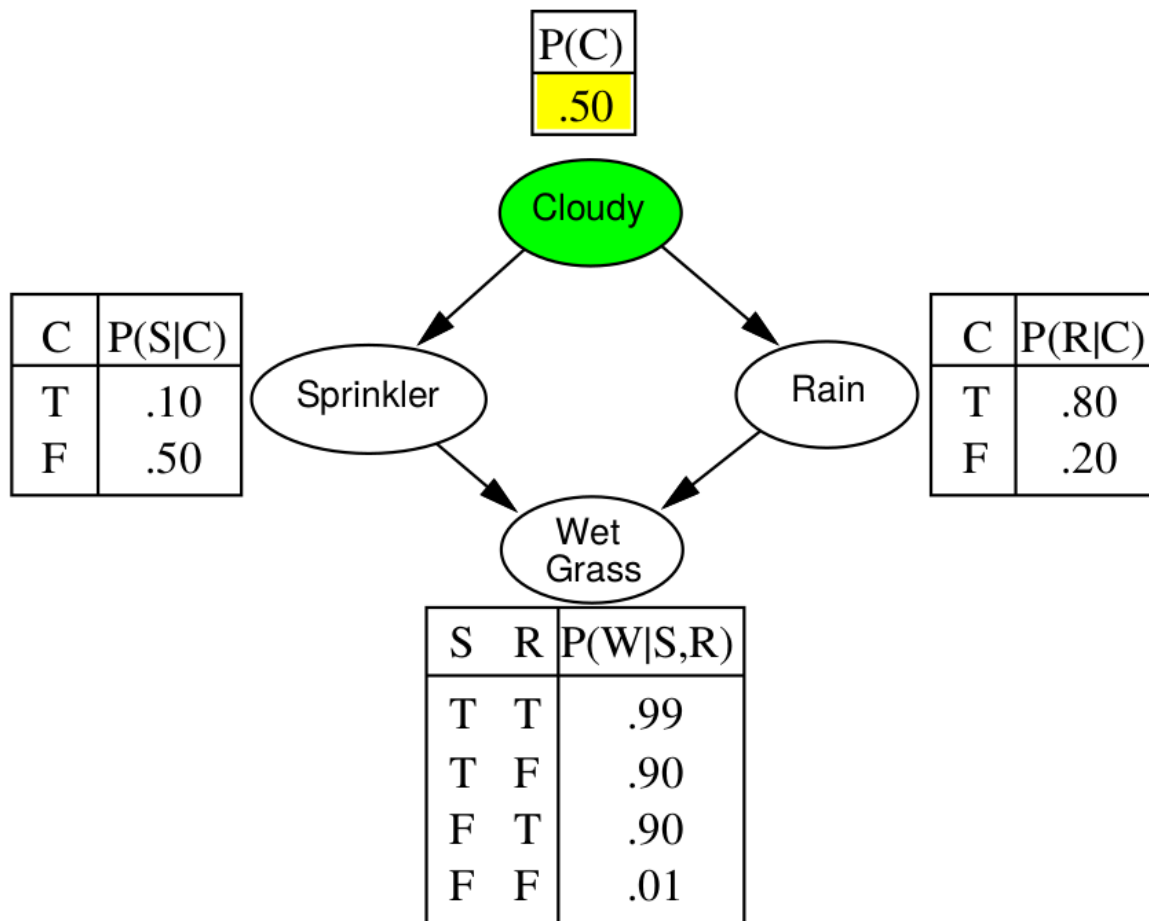 P(C)
.50
Cloudy
C P(S|C)
T .10
F .50
Sprinkler
Rain
C P(R|C)
T .80
F .20
Wet
Grass
S R P(W|S,R)
T T .99
T F .90
F T .90
F F .01